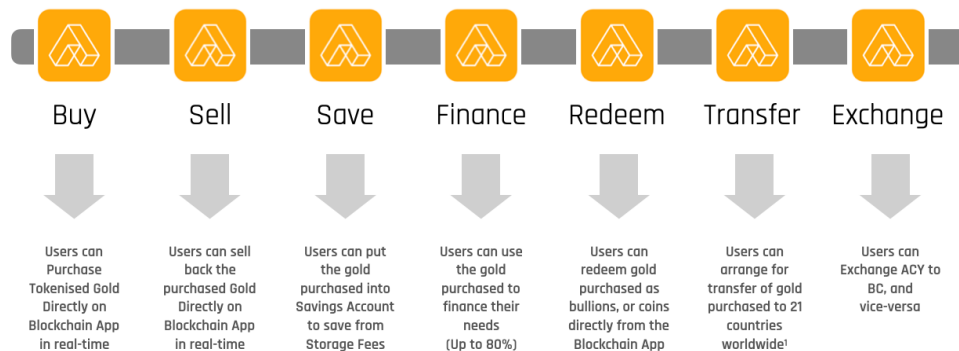 Buy
Users can
Purchase
Tokenised Gold
Directly on
Blockchain App
in real-time
Sell
Users can sell
back the
purchased Gold
Directly on
Blockchain App
in real-time
Save
Users can put
the gold
purchased into
Savings Account
to save from
Storage Fees
Finance
Users can use
the gold
purchased to
finance their
needs
(Up to 80%)
Redeem
Users can
redeem gold
purchased as
bullions, or coins
directly from the
Blockchain App
Transfer
Users can
arrange for
transfer of gold
purchased to 21
countries
worldwide¹
Exchange
Users can
Exchange ACY to
BC, and
vice-versa